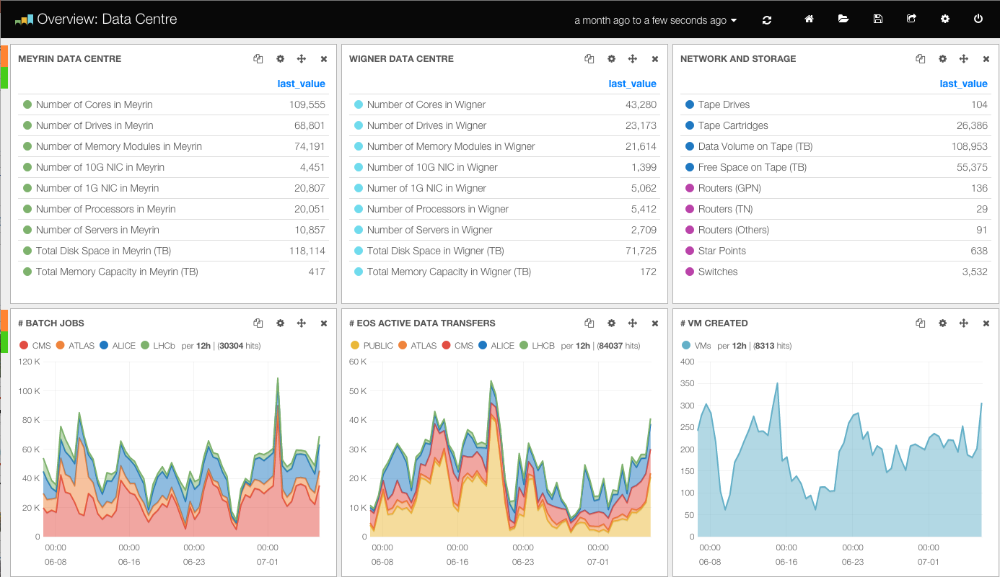 Overview: Data Centre
a month ago to a few seconds ago
MEYRIN DATA CENTRE
last_value
Number of Cores in Meyrin 109,555
Number of Drives in Meyrin 68,801
Number of Memory Modules in Meyrin 74,191
Number of 10G NIC in Meyrin 4,451
Number of 1G NIC in Meyrin 20,807
Number of Processors in Meyrin 20,051
Number of Servers in Meyrin 10,857
Total Disk Space in Meyrin (TB) 118,114
Total Memory Capacity in Meyrin (TB) 417
WIGNER DATA CENTRE
last_value
Number of Cores in Wigner 43,280
Number of Drives in Wigner 23,173
Number of Memory Modules in Wigner 21,614
Number of 10G NIC in Wigner 1,399
Numer of 1G NIC in Wigner 5,062
Number of Processors in Wigner 5,412
Number of Servers in Wigner 2,709
Total Disk Space in Wigner (TB) 71,725
Total Memory Capacity in Wigner (TB) 172
NETWORK AND STORAGE
last_value
Tape Drives 104
Tape Cartridges 26,386
Data Volume on Tape (TB) 108,953
Free Space on Tape (TB) 55,375
Routers (GPN) 136
Routers (TN) 29
Routers (Others) 91
Star Points 638
Switches 3,532
# BATCH JOBS
CMS ATLAS ALICE LHCb per 12h | (30304 hits)
120 K
100 K
80 K
60 K
40 K
20 K
0
00:00 00:00 00:00 00:00
06-08 06-16 06-23 07-01
# EOS ACTIVE DATA TRANSFERS
PUBLIC ATLAS CMS ALICE LHCB per 12h | (84037 hits)
60 K
50 K
40 K
30 K
20 K
10 K
0
00:00 00:00 00:00 00:00
06-08 06-16 06-23 07-01
# VM CREATED
VMs per 12h | (8313 hits)
400
350
300
250
200
150
100
50
0
00:00 00:00 00:00 00:00
06-08 06-16 06-23 07-01